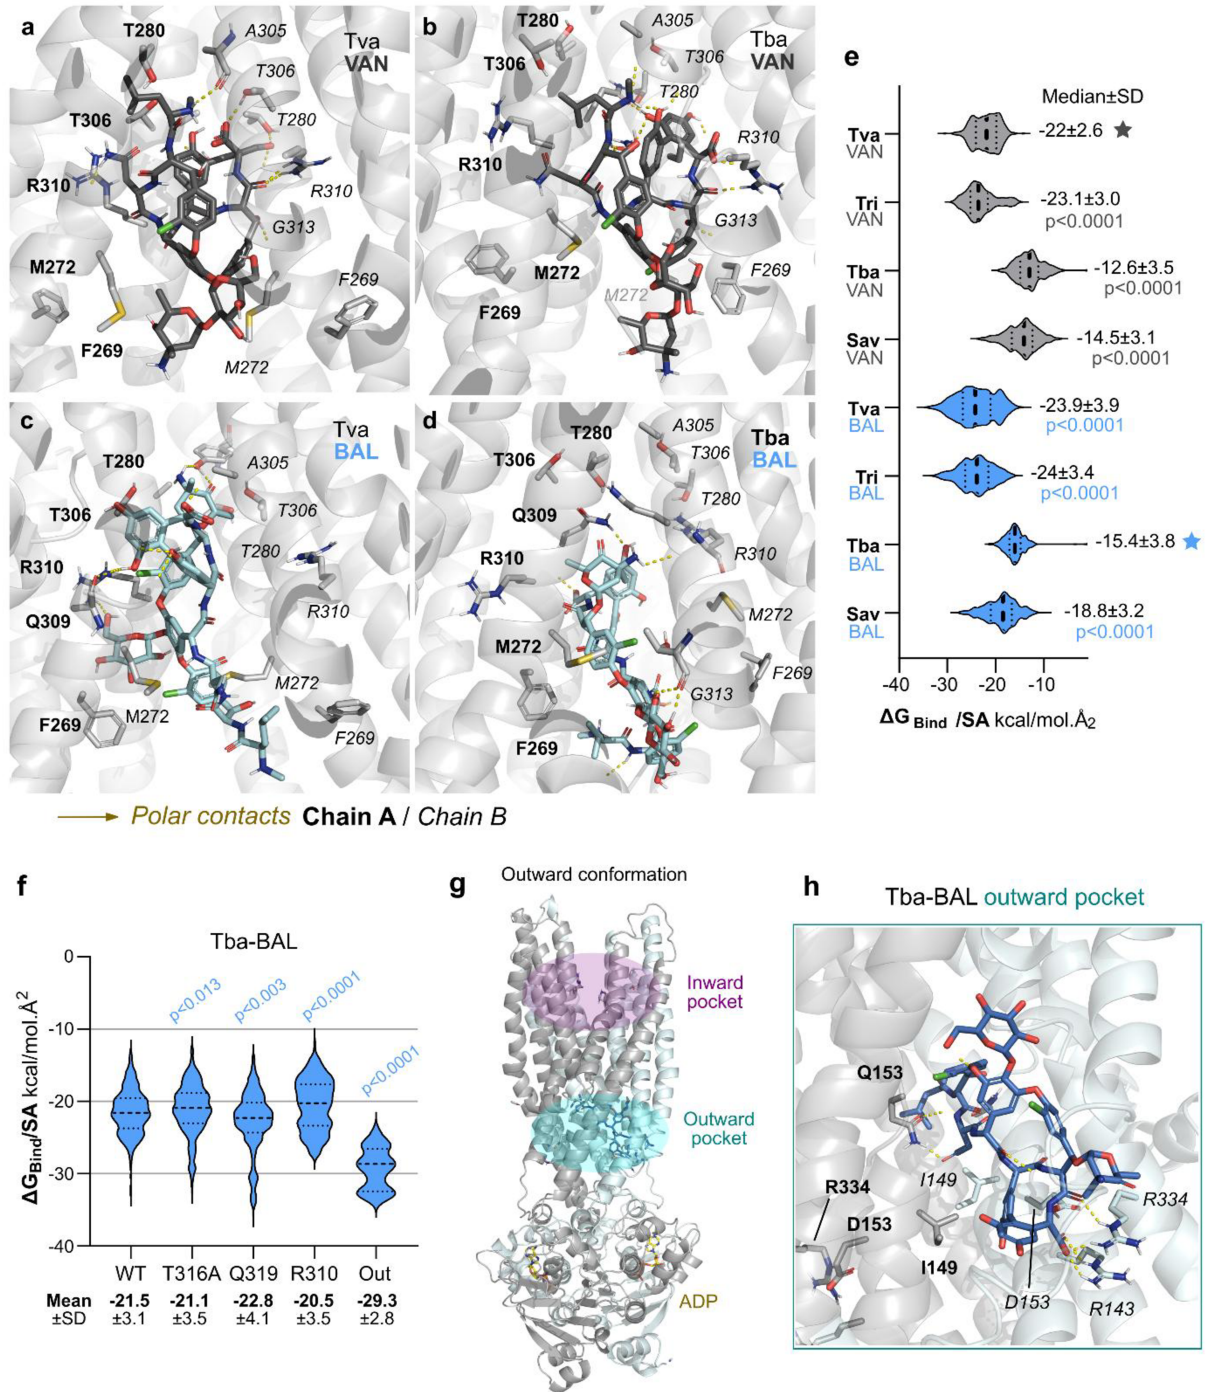 a
T280
A305
Tva
VAN
T306
T306
T280
R310
R310
G313
M272
F269
F269
M272
b
T280
A305
Tba
VAN
T306
T306
T280
R310
R310
M272
M272
F269
F269
c
T280
A305
Tva
BAL
T306
T306
R310
T280
Q309
R310
M272
M272
F269
F269
d
T280
A305
Tba
BAL
T306
T306
Q309
T280
R310
R310
M272
M272
G313
F269
F269
Polar contacts Chain A / Chain B
e
Median±SD
Tva
VAN
-22±2.6
Tri
VAN
-23.1±3.0
p<0.0001
Tba
VAN
-12.6±3.5
p<0.0001
Sav
VAN
-14.5±3.1
p<0.0001
Tva
BAL
-23.9±3.9
p<0.0001
Tri
BAL
-24±3.4
p<0.0001
Tba
BAL
-15.4±3.8
Sav
BAL
-18.8±3.2
p<0.0001
-40 -30 -20 -10
ΔG Bind /SA kcal/mol.Å2
f
Tba-BAL
ΔGBind/SA kcal/mol.Å2
0
-10
-20
-30
-40
p<0.013
p<0.003
p<0.0001
p<0.0001
WT T316A Q319 R310 Out
Mean -21.5 -21.1 -22.8 -20.5 -29.3
±SD ±3.1 ±3.5 ±4.1 ±3.5 ±2.8
g
Outward conformation
Inward
pocket
Outward
pocket
ADP
h
Tba-BAL outward pocket
Q153
I149
R334
R334
D153
I149
D153
R143